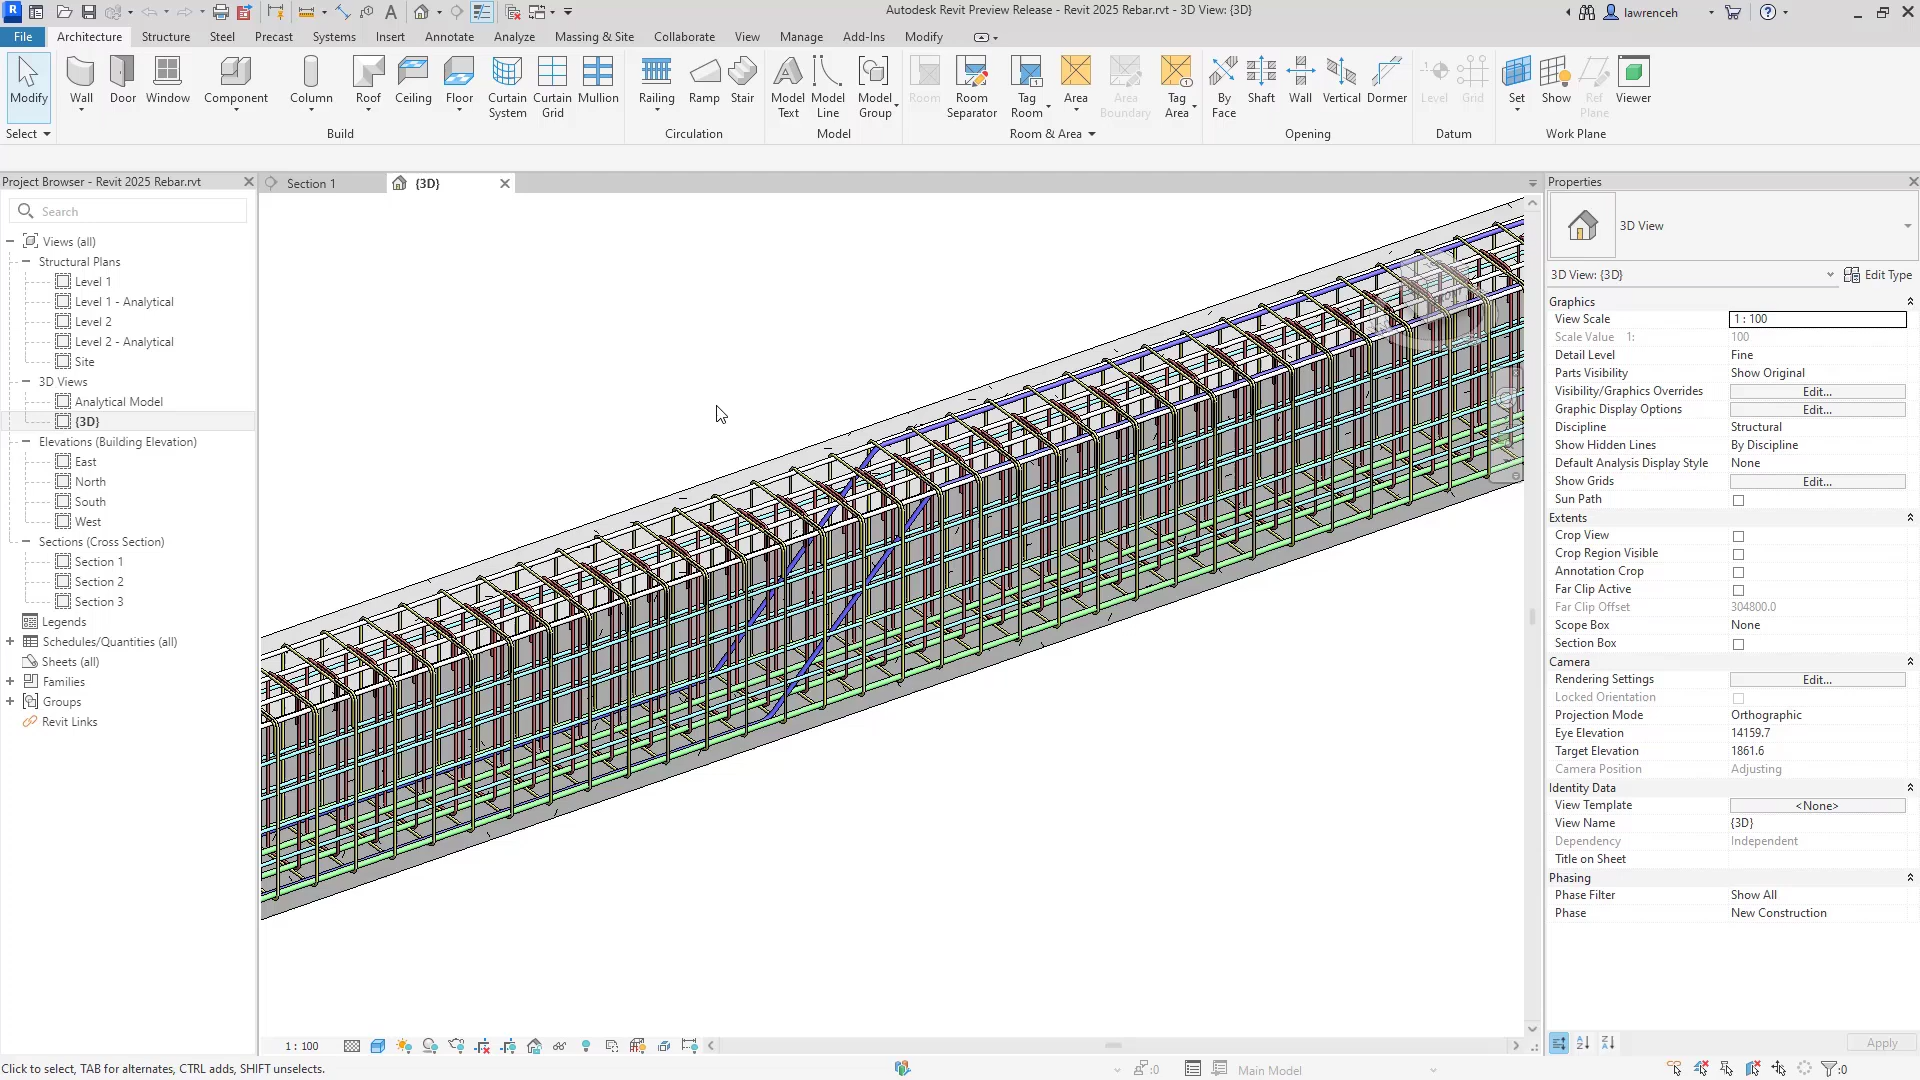 Autodesk Revit Preview Release - Revit 2025 Rebar.rvt - 3D View: {3D}
lawrenceh
File Architecture Structure Steel Precast Systems Insert Annotate Analyze Massing & Site Collaborate View Manage Add-Ins Modify
Modify Wall Door Window Component Column Roof Ceiling Floor Curtain System Curtain Grid Mullion Railing Ramp Stair Model Text Model Line Model Group Room Room Separator Tag Room Area Area Boundary Tag Area By Face Shaft Wall Vertical Dormer Level Grid Set Show Ref Plane Viewer
Select Build Circulation Model Room & Area Opening Datum Work Plane
Project Browser - Revit 2025 Rebar.rvt
Search
Views (all)
Structural Plans
Level 1
Level 1 - Analytical
Level 2
Level 2 - Analytical
Site
3D Views
Analytical Model
{3D}
Elevations (Building Elevation)
East
North
South
West
Sections (Cross Section)
Section 1
Section 2
Section 3
Legends
Schedules/Quantities (all)
Sheets (all)
Families
Groups
Revit Links
Section 1
{3D}
Properties
3D View
3D View: {3D} Edit Type
Graphics
View Scale 1 : 100
Scale Value 1: 100
Detail Level Fine
Parts Visibility Show Original
Visibility/Graphics Overrides Edit...
Graphic Display Options Edit...
Discipline Structural
Show Hidden Lines By Discipline
Default Analysis Display Style None
Show Grids Edit...
Sun Path
Extents
Crop View
Crop Region Visible
Annotation Crop
Far Clip Active
Far Clip Offset 304800.0
Scope Box None
Section Box
Camera
Rendering Settings Edit...
Locked Orientation
Projection Mode Orthographic
Eye Elevation 14159.7
Target Elevation 1861.6
Camera Position Adjusting
Identity Data
View Template <None>
View Name {3D}
Dependency Independent
Title on Sheet
Phasing
Phase Filter Show All
Phase New Construction
Apply
1 : 100
Click to select, TAB for alternates, CTRL adds, SHIFT unselects.
:0
Main Model
:0